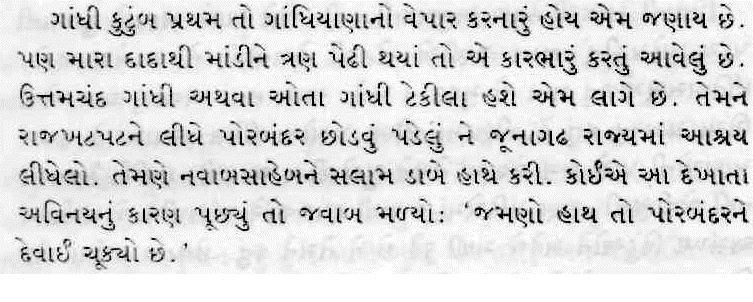 ગાંધી કુટુંબ પ્રથમ તો ગાંધિયાણાનો વેપાર કરનારું હોય એમ જણાય છે.
પણ મારા દાદાથી માંડીને ત્રણ પેઢી થયાં તો એ કારભારું કરતું આવેલું છે.
ઉત્તમચંદ ગાંધી અથવા ઓતા ગાંધી ટેકીલા હશે એમ લાગે છે. તેમને
રાજખટપટને લીધે પોરબંદર છોડવું પડેલું ને જૂનાગઢ રાજ્યમાં આશ્રય
લીધેલો. તેમણે નવાબસાહેબને સલામ ડાબે હાથે કરી. કોઈએ આ દેખાતા
અવિનયનું કારણ પૂછ્યું તો જવાબ મળ્યો: ‘જમણો હાથ તો પોરબંદરને
દેવાઈ ચૂક્યો છે.’